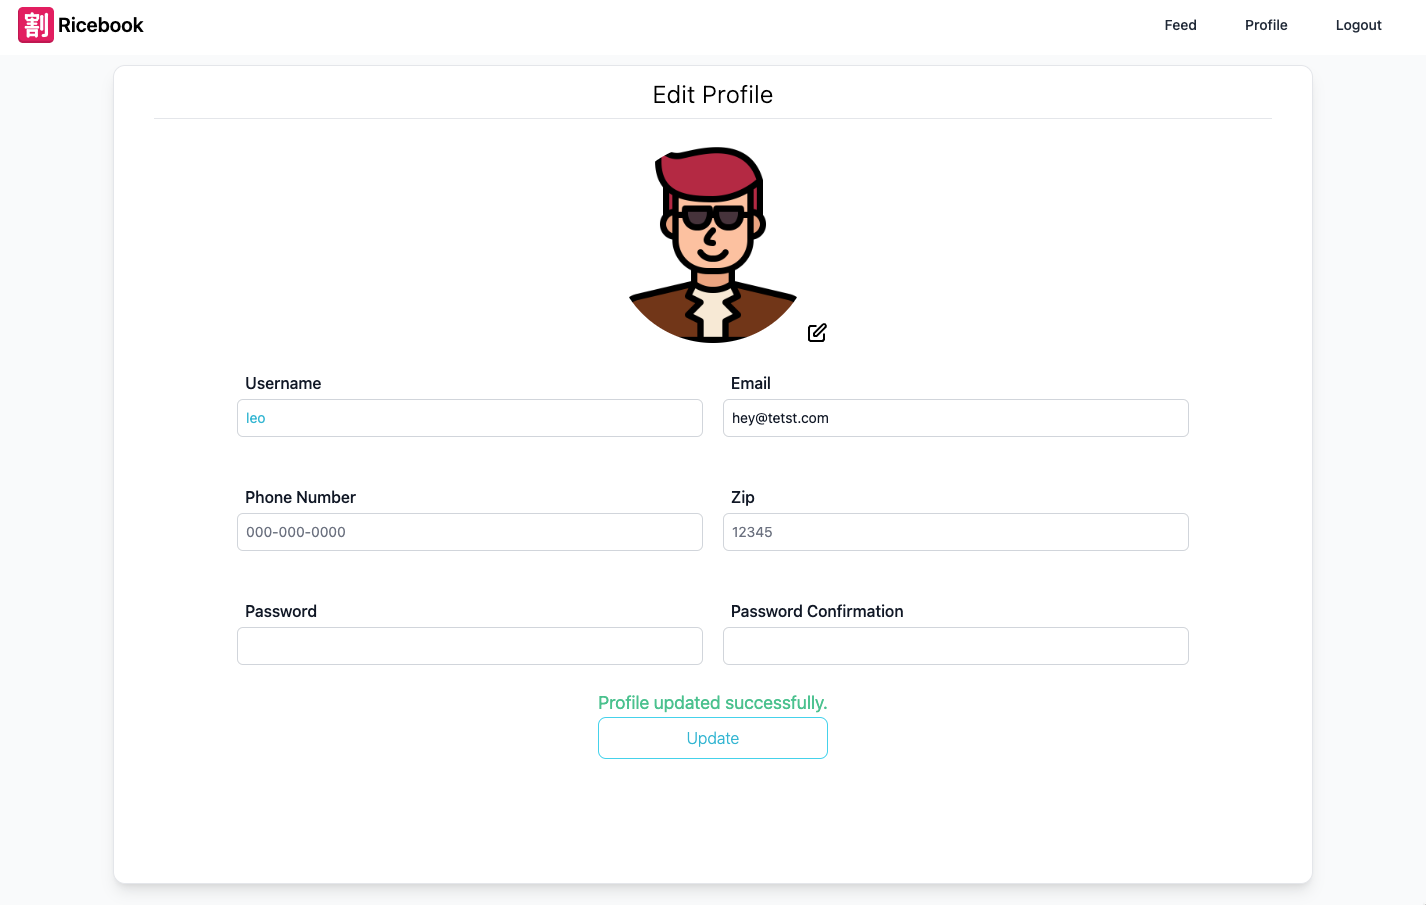 割 Ricebook
Feed Profile Logout
Edit Profile
Username Email
leo hey@tetst.com
Phone Number Zip
000-000-0000 12345
Password Password Confirmation
Profile updated successfully.
Update